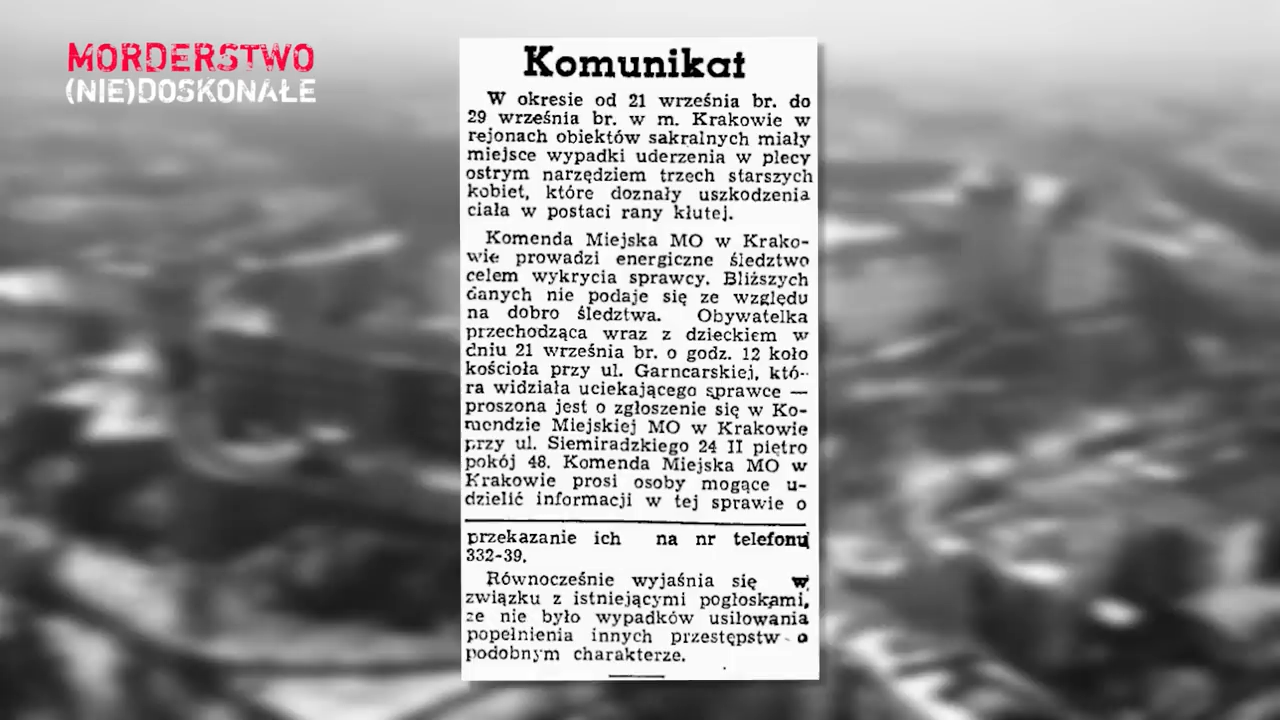 MORDERSTWO
(NIE)DOSKONAŁE
Komunikat
W okresie od 21 września br. do
29 września br. w m. Krakowie w
rejonach obiektów sakralnych miały
miejsce wypadki uderzenia w plecy
ostrym narzędziem trzech starszych
kobiet, które doznały uszkodzenia
ciała w postaci rany kłutej.
Komenda Miejska MO w Krako-
wie prowadzi energiczne śledztwo
celem wykrycia sprawcy. Bliższych
danych nie podaje się ze względu
na dobro śledztwa. Obywatelka
przechodząca wraz z dzieckiem w
dniu 21 września br. o godz. 12 koło
kościoła przy ul. Garncarskiej, któ-
ra widziała uciekającego sprawce —
proszona jest o zgłoszenie się w Ko-
mendzie Miejskiej MO w Krakowie
przy ul. Siemiradzkiego 24 II piętro
pokój 48. Komenda Miejska MO w
Krakowie prosi osoby mogące u-
dzielić informacji w tej sprawie o
przekazanie ich na nr telefonu
332-39.
Równocześnie wyjaśnia się w
związku z istniejącymi pogłoskami,
że nie było wypadków usiłowania
popełnienia innych przestępstw o
podobnym charakterze.